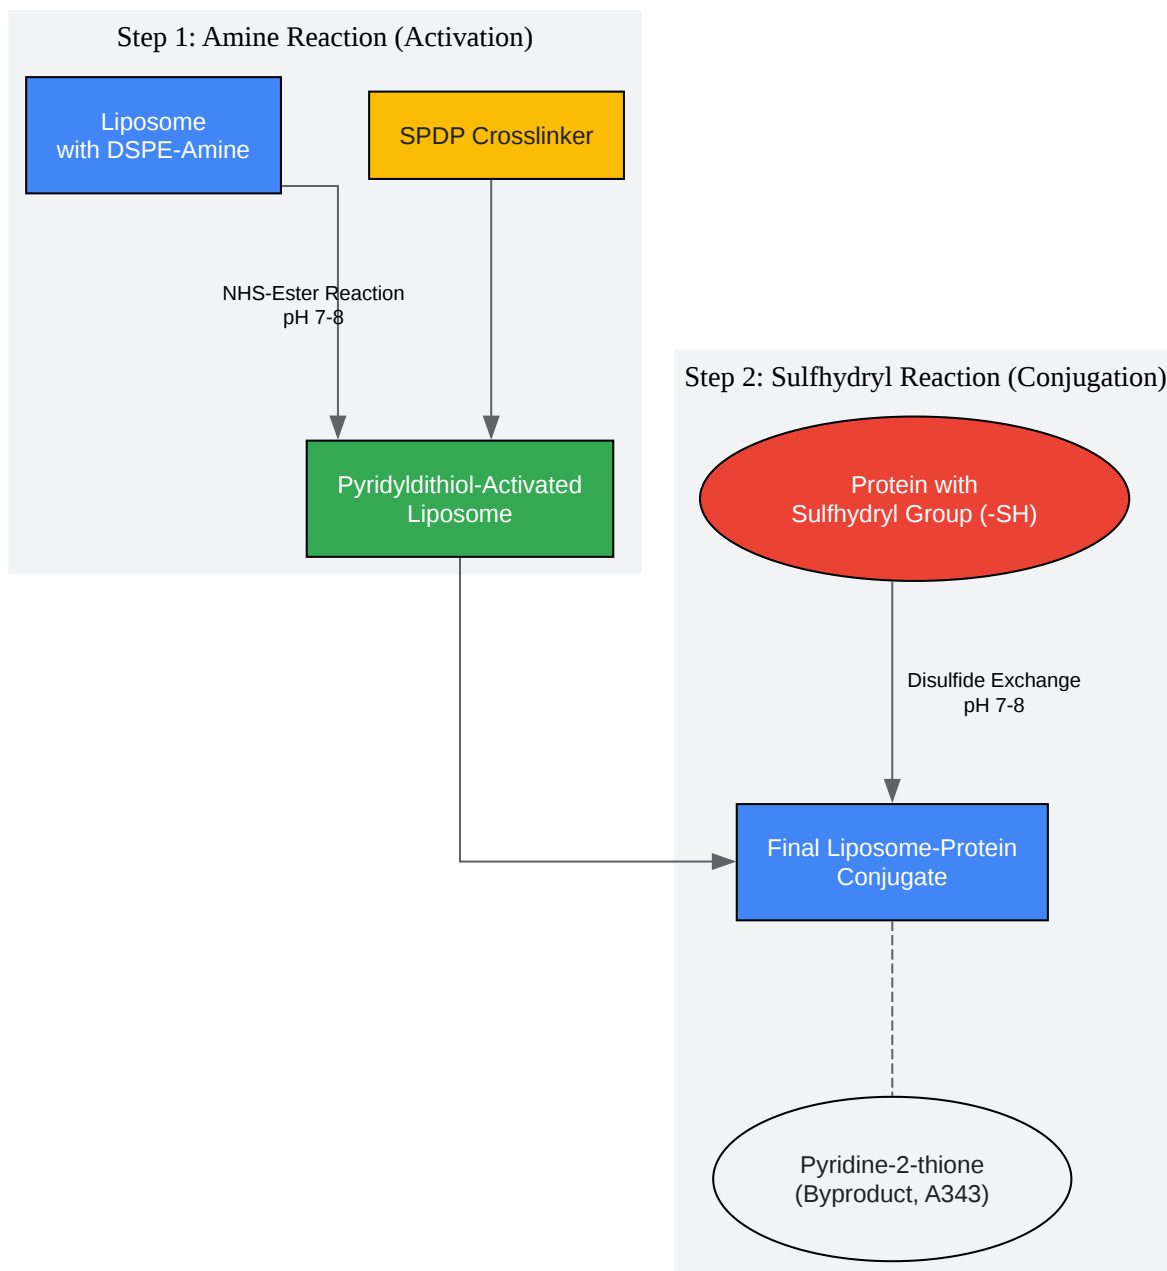 Step 1: Amine Reaction (Activation)
Liposome
with DSPE-Amine
SPDP Crosslinker
NHS-Ester Reaction
pH 7-8
Pyridyldithiol-Activated
Liposome
Step 2: Sulfhydryl Reaction (Conjugation)
Protein with
Sulfhydryl Group (-SH)
Disulfide Exchange
pH 7-8
Final Liposome-Protein
Conjugate
Pyridine-2-thione
(Byproduct, A343)